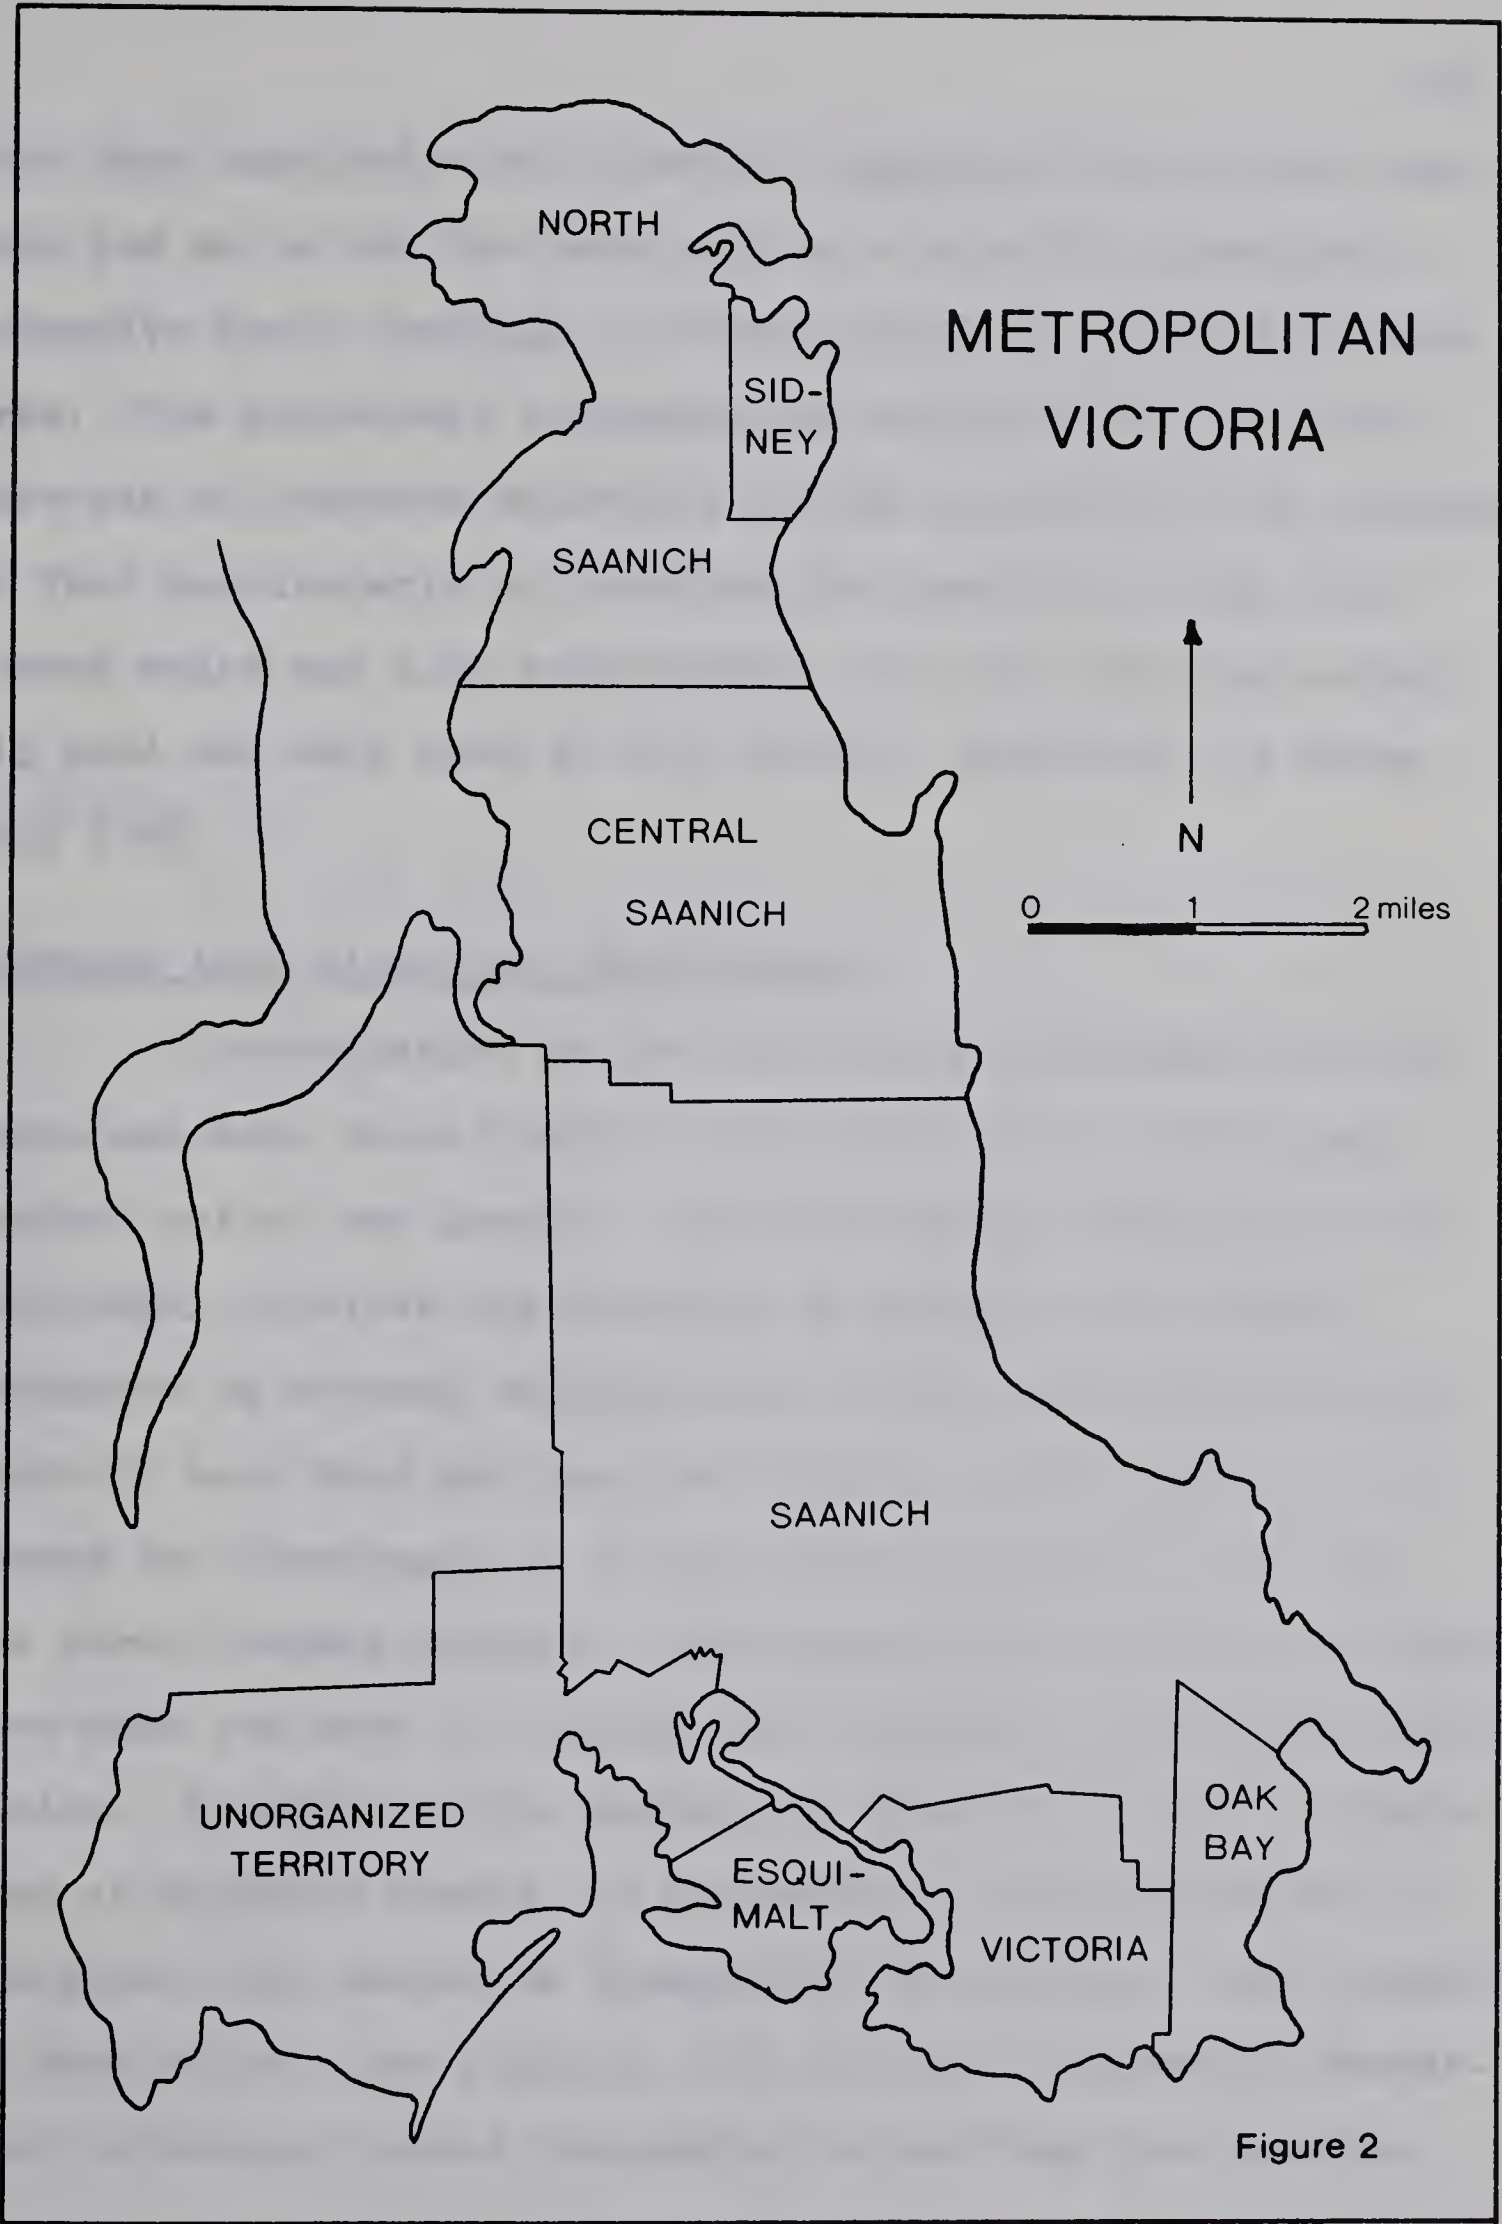 NORTH
METROPOLITAN
VICTORIA
SID-
NEY
SAANICH
N
CENTRAL
SAANICH
0 1 2 miles
SAANICH
UNORGANIZED
TERRITORY
ESQUI-
MALT
VICTORIA
OAK
BAY
Figure 2